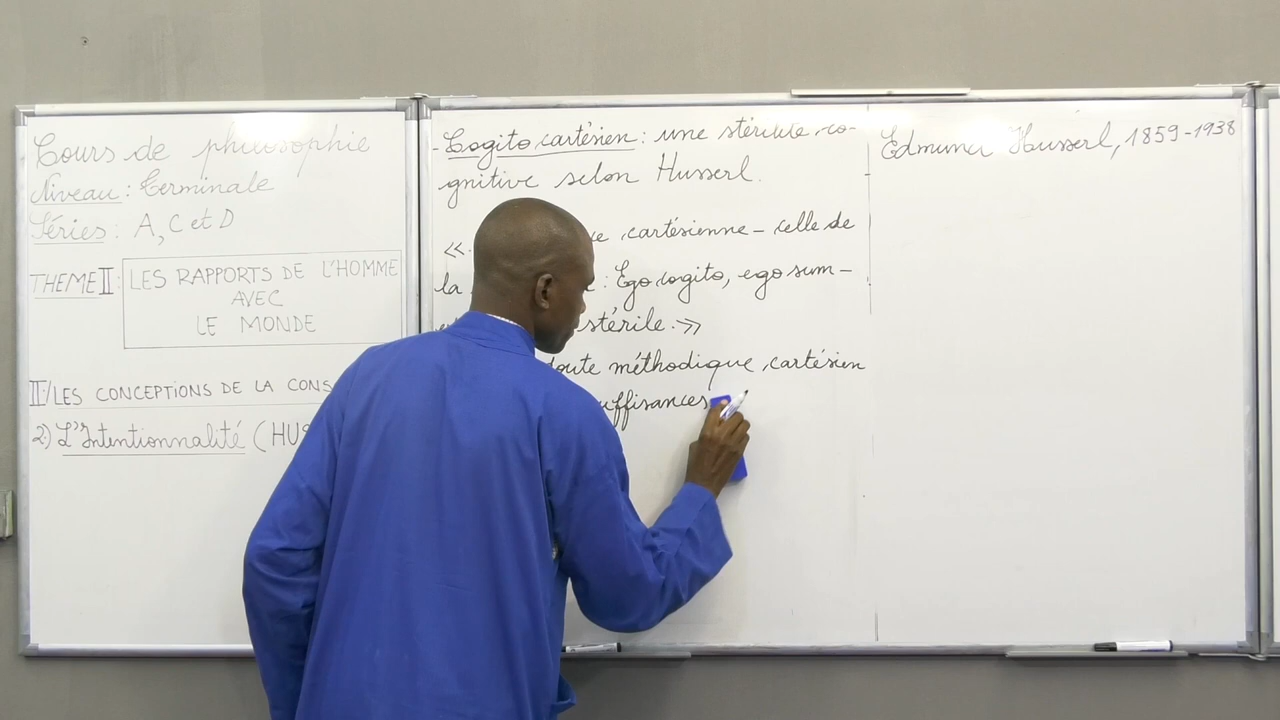 Cours de philosophie
Niveau : Terminale
Séries : A, C et D
THEME II : LES RAPPORTS DE L'HOMME
AVEC
LE MONDE
II/ LES CONCEPTIONS DE LA CONS
2) L'Intentionnalité (HUS
- Cogito cartésien : une stérilité co-
gnitive selon Husserl.
« cartésienne - celle de
la : Ego cogito, ego sum -
stérile. »
doute méthodique cartésien
uffisances
Edmund Husserl, 1859-1938